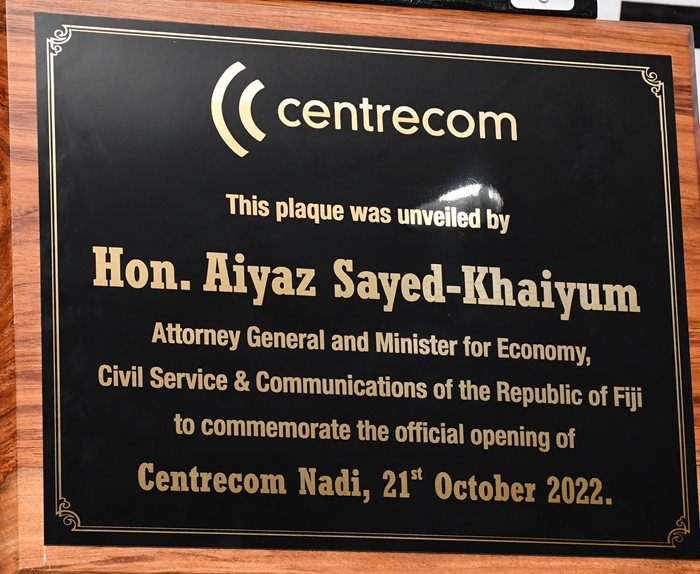 centrecom
This plaque was unveiled by
Hon. Aiyaz Sayed-Khaiyum
Attorney General and Minister for Economy,
Civil Service & Communications of the Republic of Fiji
to commemorate the official opening of
Centrecom Nadi, 21st October 2022.